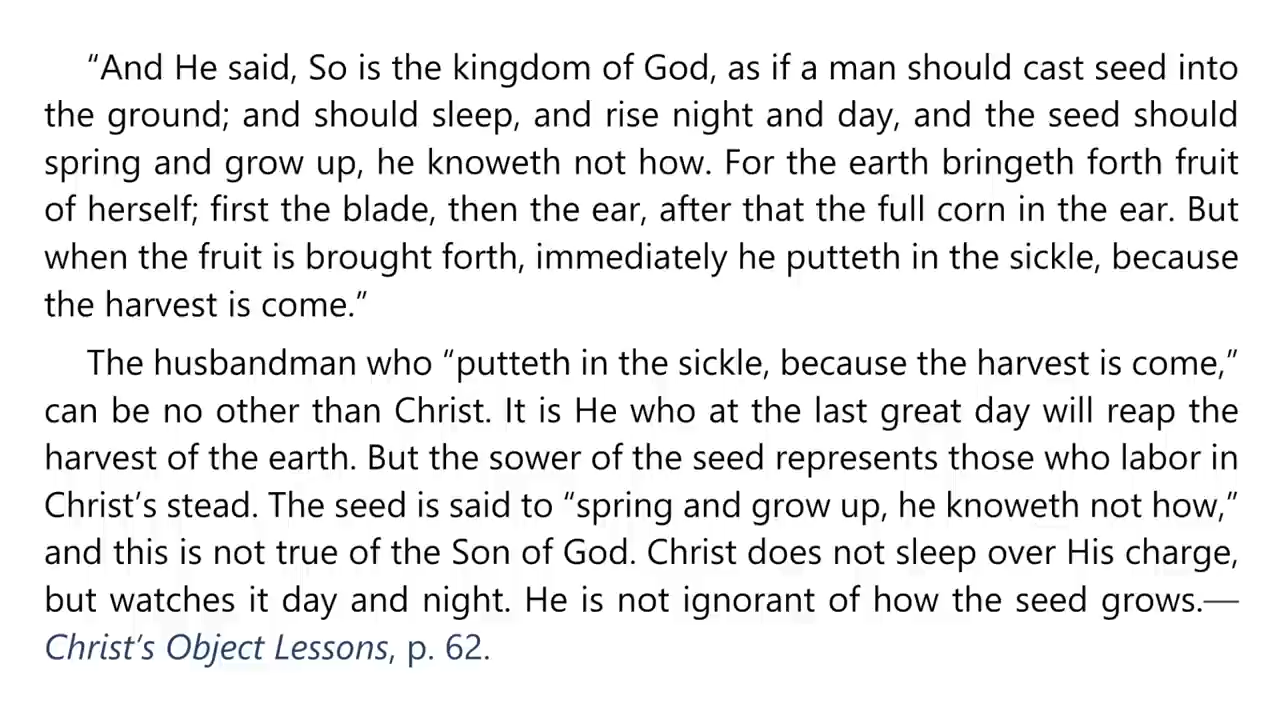 “And He said, So is the kingdom of God, as if a man should cast seed into
the ground; and should sleep, and rise night and day, and the seed should
spring and grow up, he knoweth not how. For the earth bringeth forth fruit
of herself; first the blade, then the ear, after that the full corn in the ear. But
when the fruit is brought forth, immediately he putteth in the sickle, because
the harvest is come.”
The husbandman who “putteth in the sickle, because the harvest is come,”
can be no other than Christ. It is He who at the last great day will reap the
harvest of the earth. But the sower of the seed represents those who labor in
Christ’s stead. The seed is said to “spring and grow up, he knoweth not how,”
and this is not true of the Son of God. Christ does not sleep over His charge,
but watches it day and night. He is not ignorant of how the seed grows.—
Christ’s Object Lessons, p. 62.